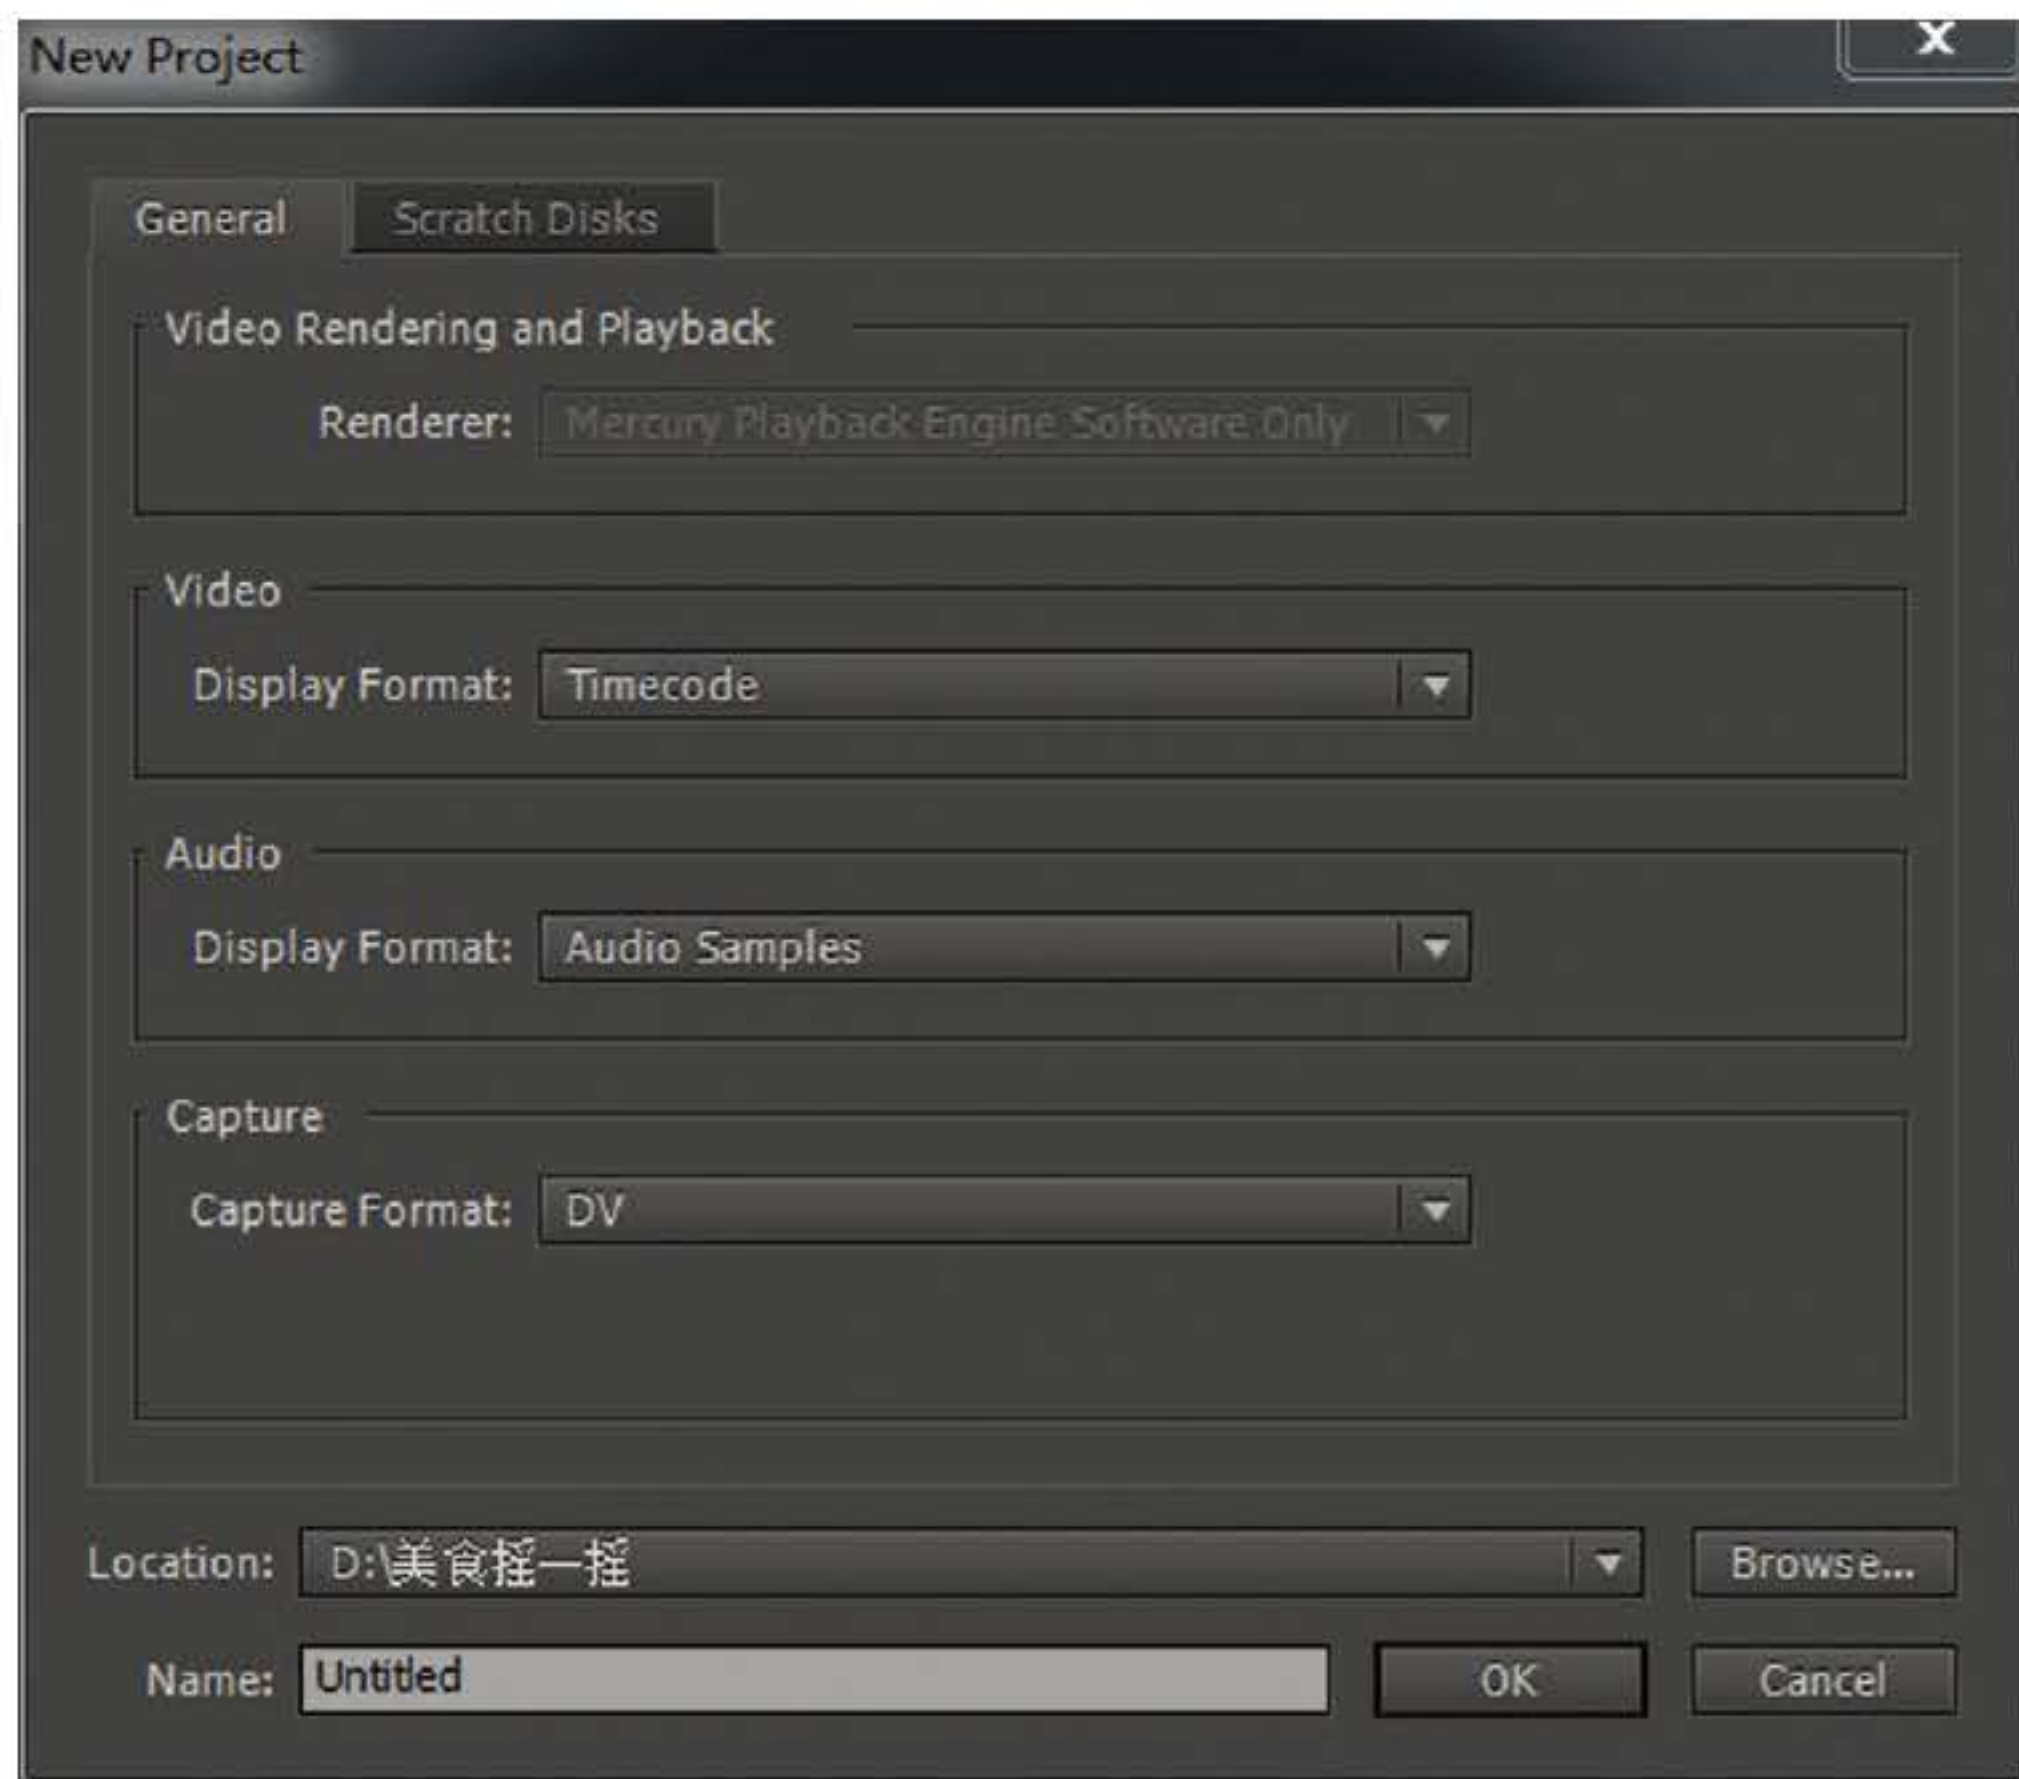 New Project
X
General
Scratch Disks
Video Rendering and Playback
Renderer: Mercury Playback Engine Software Only
Video
Display Format: Timecode
Audio
Display Format: Audio Samples
Capture
Capture Format: DV
Location: D:\美食摇一摇 Browse...
Name: Untitled OK Cancel